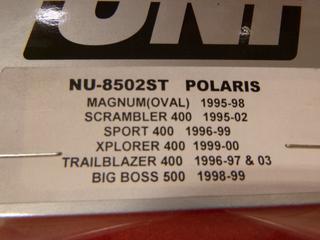 UNI
NU-8502ST POLARIS
MAGNUM(OVAL) 1995-98
SCRAMBLER 400 1995-02
SPORT 400 1996-99
XPLORER 400 1999-00
TRAILBLAZER 400 1996-97 & 03
BIG BOSS 500 1998-99